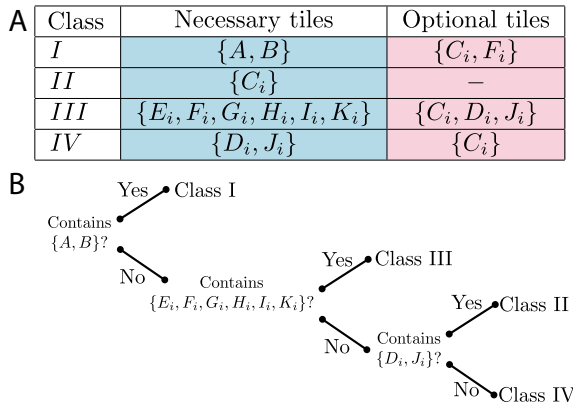 A
Class Necessary tiles Optional tiles
I {A, B} {C_i, F_i}
II {C_i} −
III {E_i, F_i, G_i, H_i, I_i, K_i} {C_i, D_i, J_i}
IV {D_i, J_i} {C_i}
B
Yes Class I
Contains
{A, B}?
No
Contains
{E_i, F_i, G_i, H_i, I_i, K_i}?
Yes Class III
No
Contains
{D_i, J_i}?
Yes Class II
No Class IV